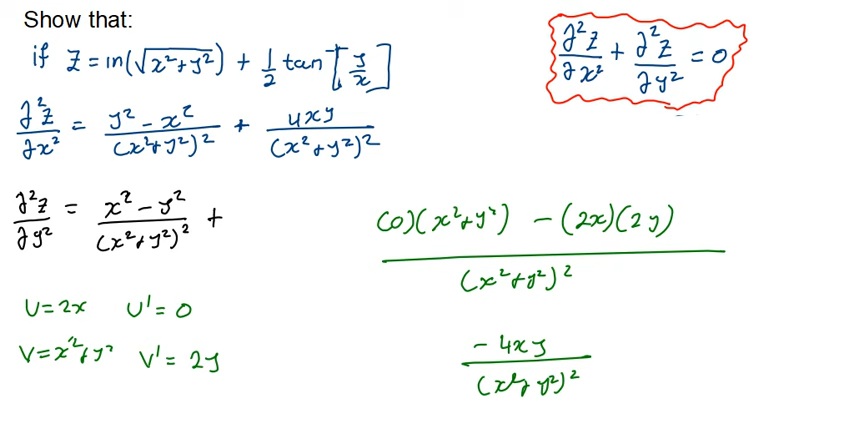 Show that:
if Z = ln(√x²+y²) + 1/2 tan⁻[y/x]
∂²Z/∂x² + ∂²Z/∂y² = 0
∂²Z/∂x² = y² - x²/(x²+y²)² + 4xy/(x²+y²)²
∂²Z/∂y² = x² - y²/(x²+y²)² +
(0)(x²+y²) - (2x)(2y)/(x²+y²)²
U = 2x U' = 0
V = x²+y² V' = 2y
-4xy/(x²+y²)²